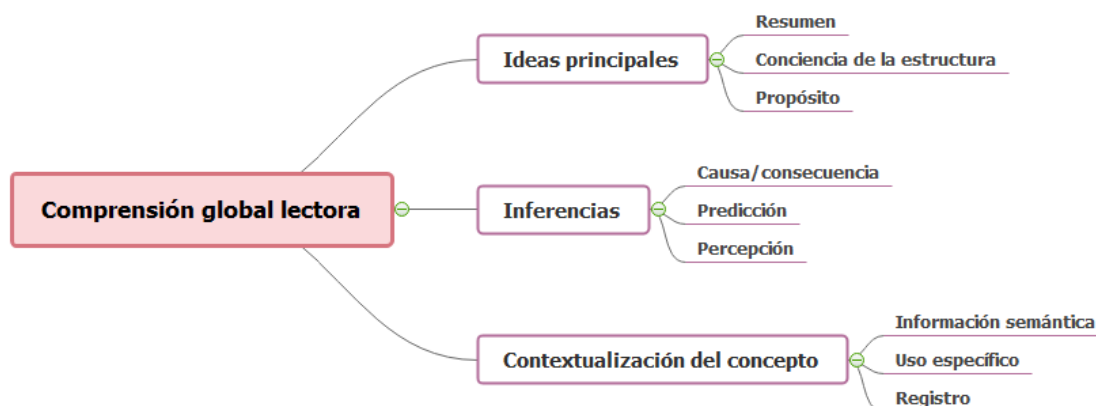 Comprensión global lectora
Ideas principales
Resumen
Conciencia de la estructura
Propósito
Inferencias
Causa/consecuencia
Predicción
Percepción
Contextualización del concepto
Información semántica
Uso específico
Registro